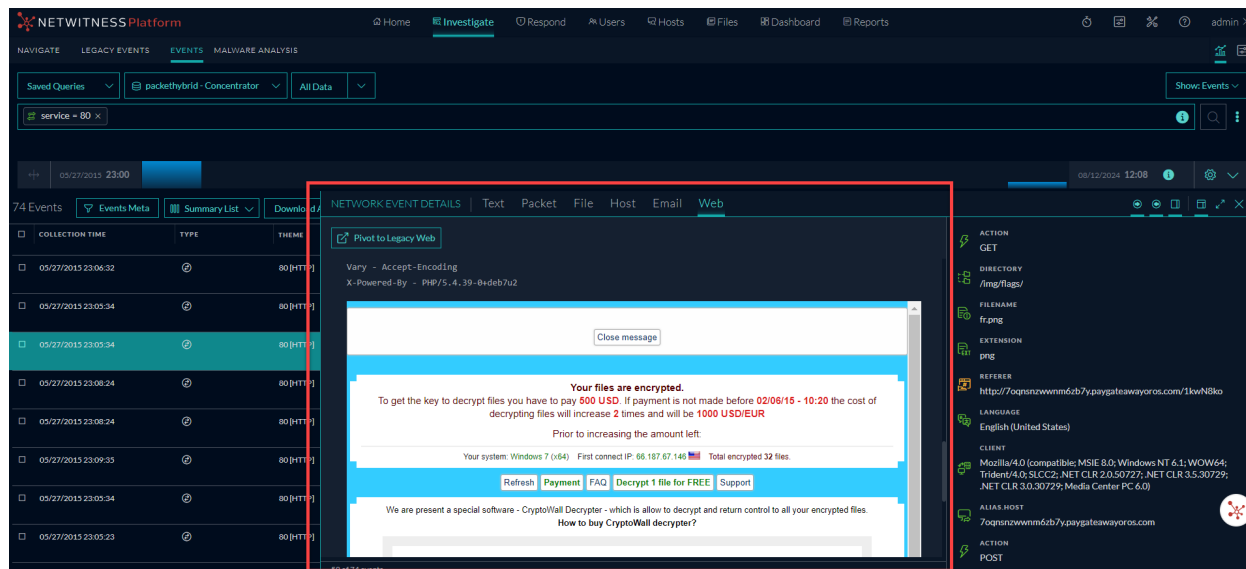 NETWITNESS Platform
Home Investigate Respond Users Hosts Files Dashboard Reports admin
NAVIGATE LEGACY EVENTS EVENTS MALWARE ANALYSIS
Saved Queries packethybrid - Concentrator All Data Show: Events
service = 80 ×
05/27/2015 23:00 08/12/2024 12:08
74 Events Events Meta Summary List Download A
COLLECTION TIME TYPE THEME
05/27/2015 23:06:32 80 [HTTP]
05/27/2015 23:05:34 80 [HTTP]
05/27/2015 23:05:34 80 [HTTP]
05/27/2015 23:08:24 80 [HTTP]
05/27/2015 23:08:24 80 [HTTP]
05/27/2015 23:09:35 80 [HTTP]
05/27/2015 23:05:34 80 [HTTP]
05/27/2015 23:05:23 80 [HTTP]
NETWORK EVENT DETAILS Text Packet File Host Email Web
Pivot to Legacy Web
Vary - Accept-Encoding
X-Powered-By - PHP/5.4.39-0+deb7u2
Close message
Your files are encrypted.
To get the key to decrypt files you have to pay 500 USD. If payment is not made before 02/06/15 - 10:20 the cost of
decrypting files will increase 2 times and will be 1000 USD/EUR
Prior to increasing the amount left:
Your system: Windows 7 (x64) First connect IP: 66.187.67.146 Total encrypted 32 files.
Refresh Payment FAQ Decrypt 1 file for FREE Support
We are present a special software - CryptoWall Decrypter - which is allow to decrypt and return control to all your encrypted files.
How to buy CryptoWall decrypter?
ACTION
GET
DIRECTORY
/img/flags/
FILENAME
fr.png
EXTENSION
png
REFERER
http://7oqnsnzwwnm6zb7y.paygateawayoros.com/1kwN8ko
LANGUAGE
English (United States)
CLIENT
Mozilla/4.0 (compatible; MSIE 8.0; Windows NT 6.1; WOW64;
Trident/4.0; SLCC2; .NET CLR 2.0.50727; .NET CLR 3.5.30729;
.NET CLR 3.0.30729; Media Center PC 6.0)
ALIAS.HOST
7oqnsnzwwnm6zb7y.paygateawayoros.com
ACTION
POST